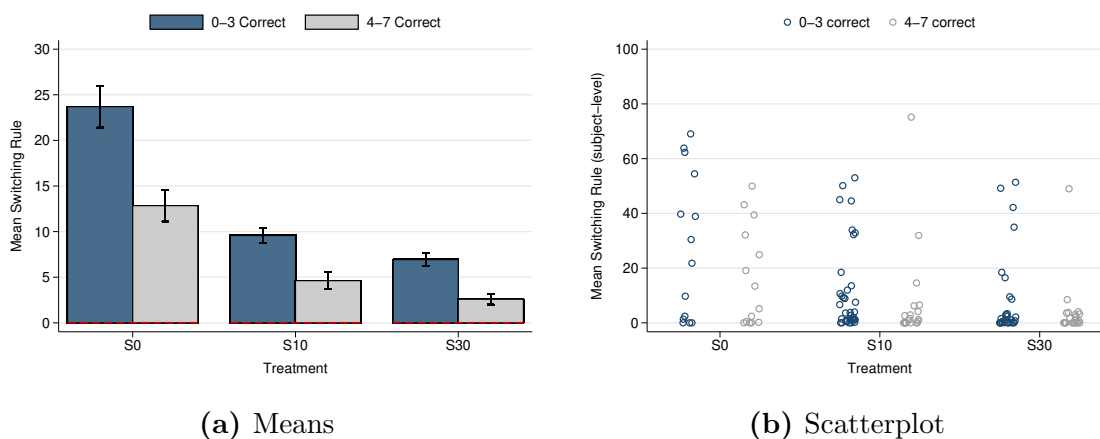 0−3 Correct 4−7 Correct
Mean Switching Rule
30
25
20
15
10
5
0
S0 S10 S30
Treatment
(a) Means
0−3 correct 4−7 correct
Mean Switching Rule (subject−level)
100
80
60
40
20
0
S0 S10 S30
Treatment
(b) Scatterplot